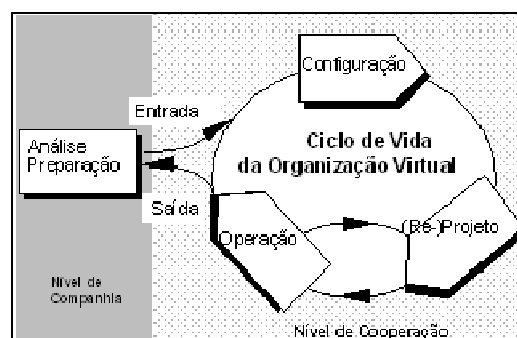 Configuração
Entrada
Análise
Preparação
Ciclo de Vida
da Organização Virtual
Saída
Operação
(Re-)Projeto
Nível de
Companhia
Nível de Cooperação